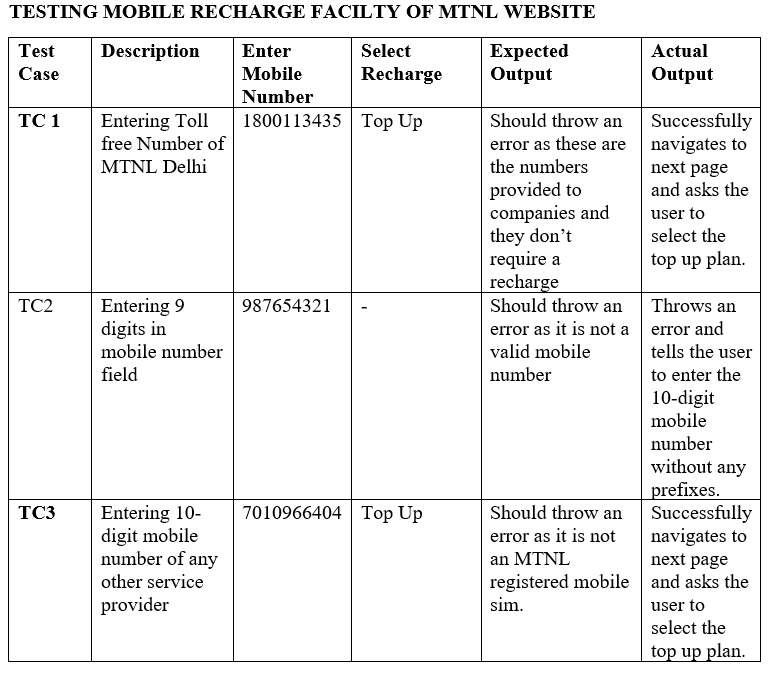 TESTING MOBILE RECHARGE FACILTY OF MTNL WEBSITE
Test
Case
Description
Enter
Mobile
Number
Select
Recharge
Expected
Output
Actual
Output
TC 1
Entering Toll
free Number of
MTNL Delhi
1800113435
Top Up
Should throw an
error as these are
the numbers
provided to
companies and
they don’t
require a
recharge
Successfully
navigates to
next page
and asks the
user to
select the
top up plan.
TC2
Entering 9
digits in
mobile number
field
987654321
-
Should throw an
error as it is not a
valid mobile
number
Throws an
error and
tells the user
to enter the
10-digit
mobile
number
without any
prefixes.
TC3
Entering 10-
digit mobile
number of any
other service
provider
7010966404
Top Up
Should throw an
error as it is not
an MTNL
registered mobile
sim.
Successfully
navigates to
next page
and asks the
user to
select the
top up plan.